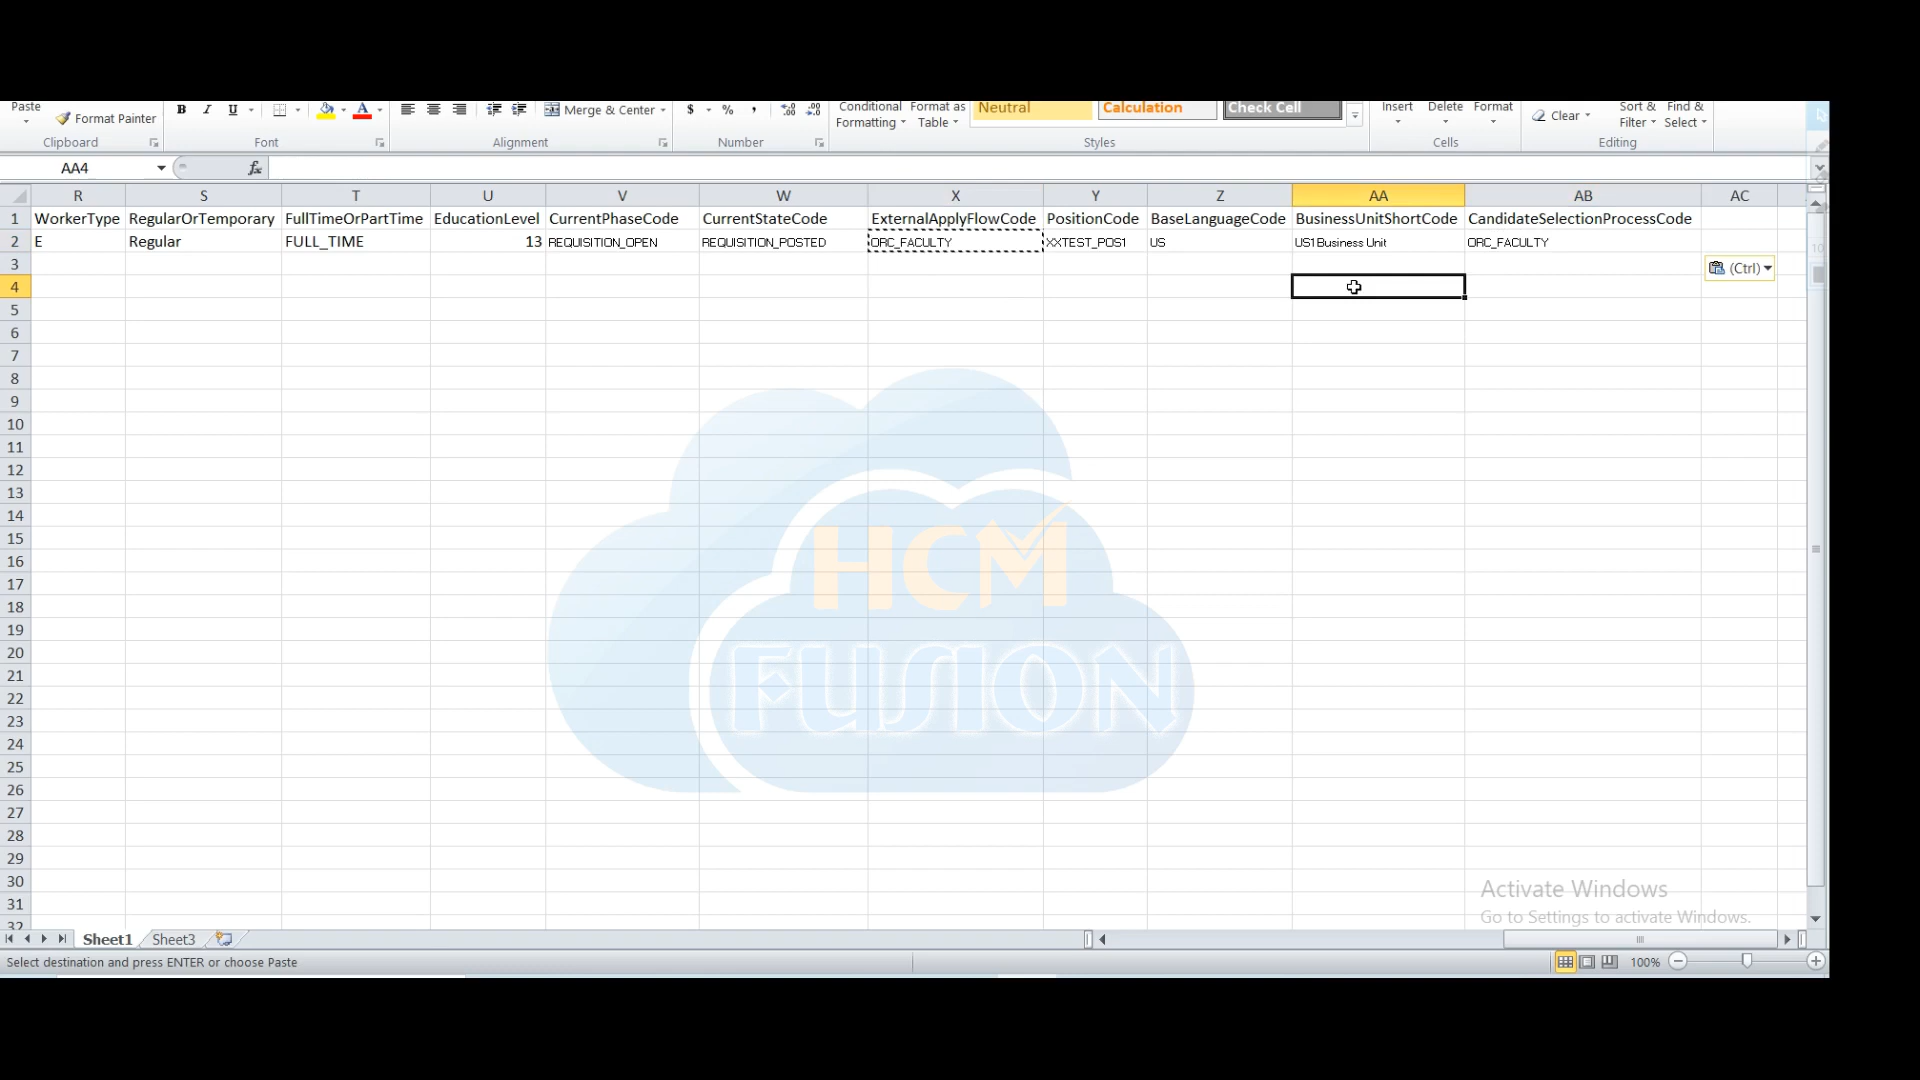 Paste Format Painter B I U Merge & Center $ % , Conditional Formatting Format as Table Neutral Calculation Check Cell Insert Delete Format Clear Sort & Filter Find & Select
Clipboard Font Alignment Number Styles Cells Editing
AA4 fx
R S T U V W X Y Z AA AB AC
1 WorkerType RegularOrTemporary FullTimeOrPartTime EducationLevel CurrentPhaseCode CurrentStateCode ExternalApplyFlowCode PositionCode BaseLanguageCode BusinessUnitShortCode CandidateSelectionProcessCode
2 E Regular FULL_TIME 13 REQUISITION_OPEN REQUISITION_POSTED ORC_FACULTY XXTEST_POS1 US US1 Business Unit ORC_FACULTY
3 (Ctrl)
4
5
6
7
8
9
10
11
12
13
14
15
16
17
18
19
20
21
22
23
24
25
26
27
28
29
30
31
32
HCM
FUSION
Activate Windows
Go to Settings to activate Windows.
Sheet1 Sheet3
Select destination and press ENTER or choose Paste 100%